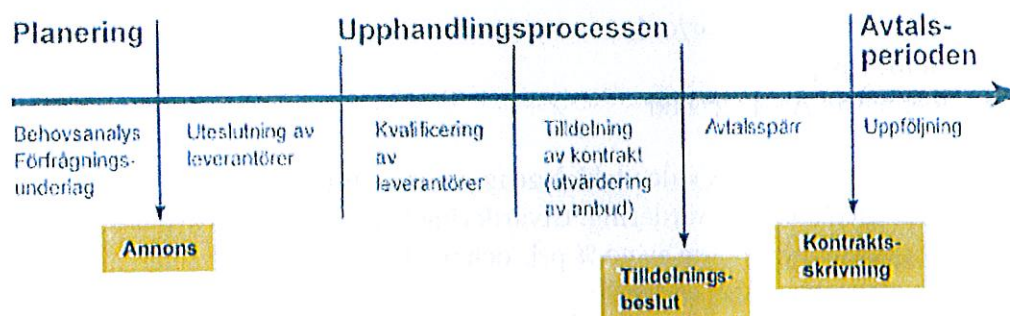 Planering
Upphandlingsprocessen
Avtals-
perioden
Behovsanalys
Förfrågnings-
underlag
Uteslutning av
leverantörer
Kvalificering
av
leverantörer
Tilldelning
av kontrakt
(utvärdering
av anbud)
Avtalsspärr
Uppföljning
Annons
Tilldelnings-
beslut
Kontrakts-
skrivning